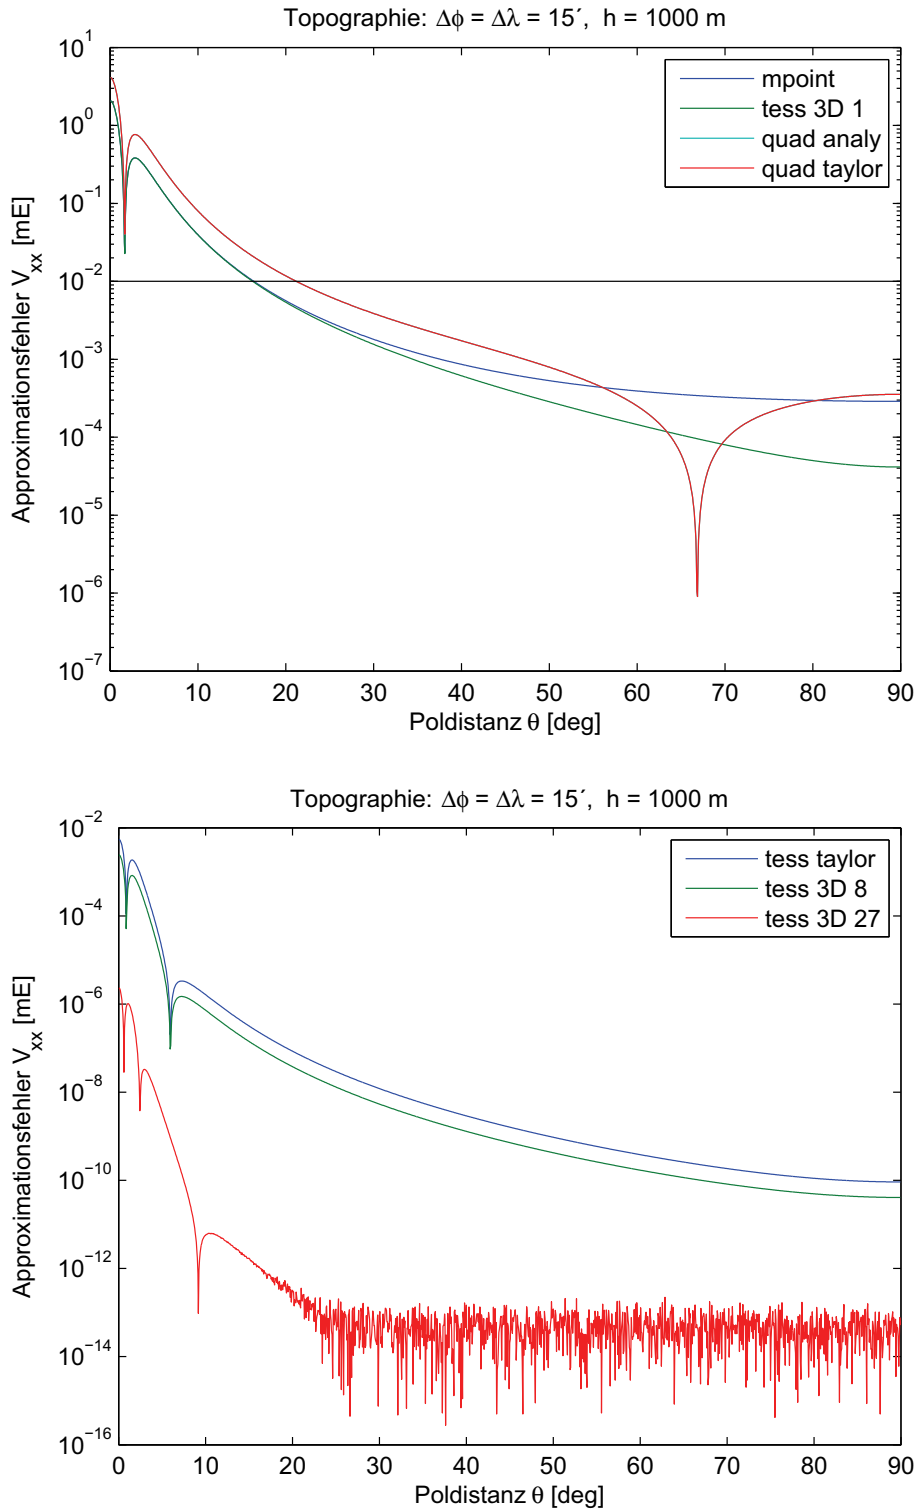 Topographie: Δϕ = Δλ = 15´, h = 1000 m
mpoint
tess 3D 1
quad analy
quad taylor
10^1
10^0
10^−1
10^−2
10^−3
10^−4
10^−5
10^−6
10^−7
Approximationsfehler V_xx [mE]
0 10 20 30 40 50 60 70 80 90
Poldistanz θ [deg]
Topographie: Δϕ = Δλ = 15´, h = 1000 m
tess taylor
tess 3D 8
tess 3D 27
10^−2
10^−4
10^−6
10^−8
10^−10
10^−12
10^−14
10^−16
Approximationsfehler V_xx [mE]
0 10 20 30 40 50 60 70 80 90
Poldistanz θ [deg]